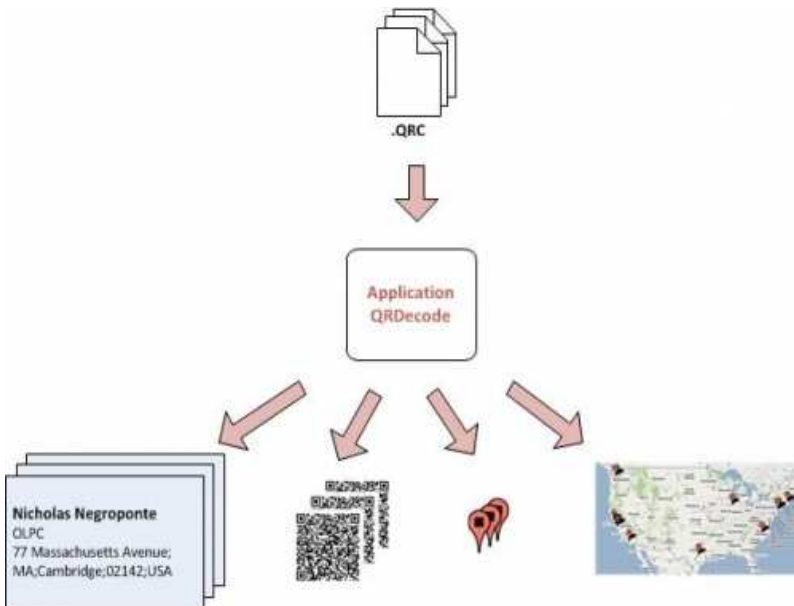 .QRC
Application
QRDecode
Nicholas Negroponte
OLPC
77 Massachusetts Avenue;
MA;Cambridge;02142;USA